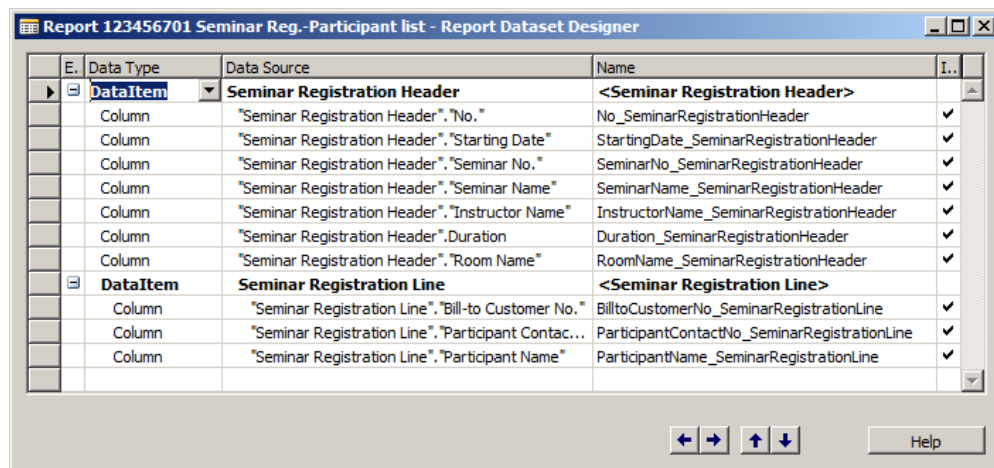 Report 123456701 Seminar Reg.-Participant list - Report Dataset Designer
E. Data Type Data Source Name I..
DataItem Seminar Registration Header <Seminar Registration Header>
Column "Seminar Registration Header"."No." No_SeminarRegistrationHeader
Column "Seminar Registration Header"."Starting Date" StartingDate_SeminarRegistrationHeader
Column "Seminar Registration Header"."Seminar No." SeminarNo_SeminarRegistrationHeader
Column "Seminar Registration Header"."Seminar Name" SeminarName_SeminarRegistrationHeader
Column "Seminar Registration Header"."Instructor Name" InstructorName_SeminarRegistrationHeader
Column "Seminar Registration Header".Duration Duration_SeminarRegistrationHeader
Column "Seminar Registration Header"."Room Name" RoomName_SeminarRegistrationHeader
DataItem Seminar Registration Line <Seminar Registration Line>
Column "Seminar Registration Line"."Bill-to Customer No." BilltoCustomerNo_SeminarRegistrationLine
Column "Seminar Registration Line"."Participant Contac... ParticipantContactNo_SeminarRegistrationLine
Column "Seminar Registration Line"."Participant Name" ParticipantName_SeminarRegistrationLine
Help